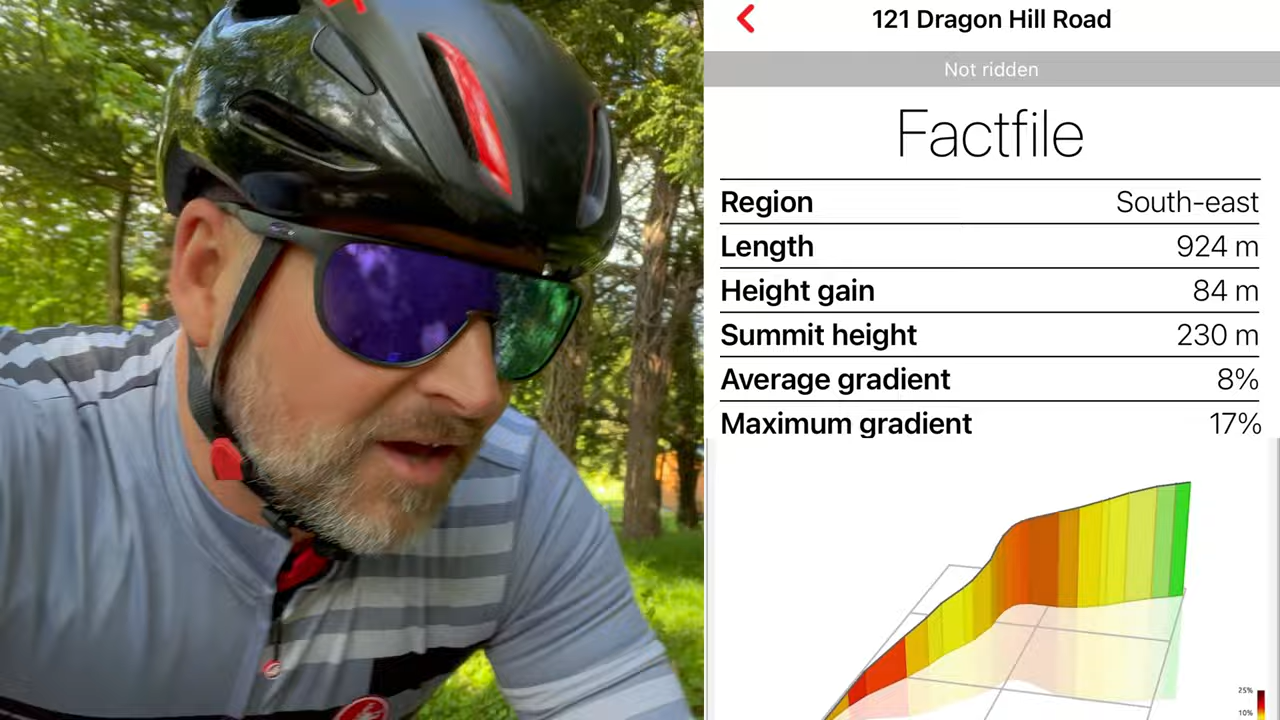 121 Dragon Hill Road
Not ridden
Factfile
Region South-east
Length 924 m
Height gain 84 m
Summit height 230 m
Average gradient 8%
Maximum gradient 17%
25%
10%